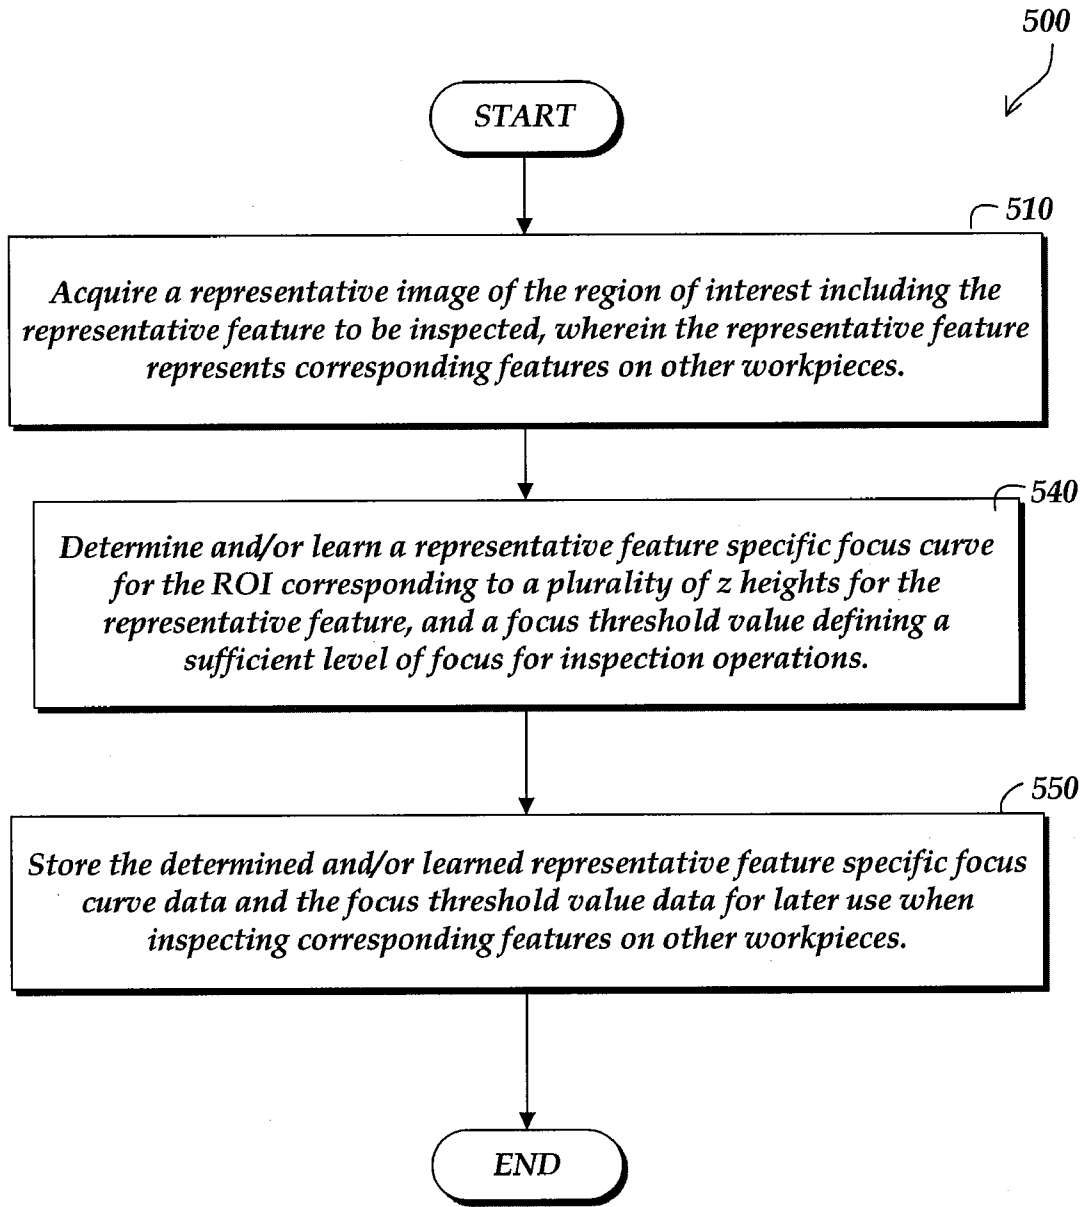 500
START
510
Acquire a representative image of the region of interest including the
representative feature to be inspected, wherein the representative feature
represents corresponding features on other workpieces.
540
Determine and/or learn a representative feature specific focus curve
for the ROI corresponding to a plurality of z heights for the
representative feature, and a focus threshold value defining a
sufficient level of focus for inspection operations.
550
Store the determined and/or learned representative feature specific focus
curve data and the focus threshold value data for later use when
inspecting corresponding features on other workpieces.
END